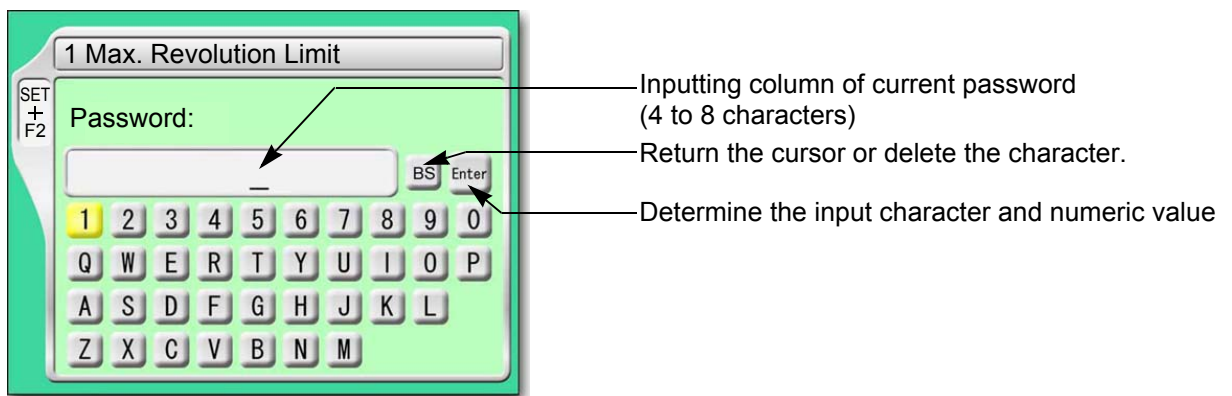 1 Max. Revolution Limit
SET
+
F2
Password:
_
BS Enter
1 2 3 4 5 6 7 8 9 0
Q W E R T Y U I O P
A S D F G H J K L
Z X C V B N M
Inputting column of current password
(4 to 8 characters)
Return the cursor or delete the character.
Determine the input character and numeric value